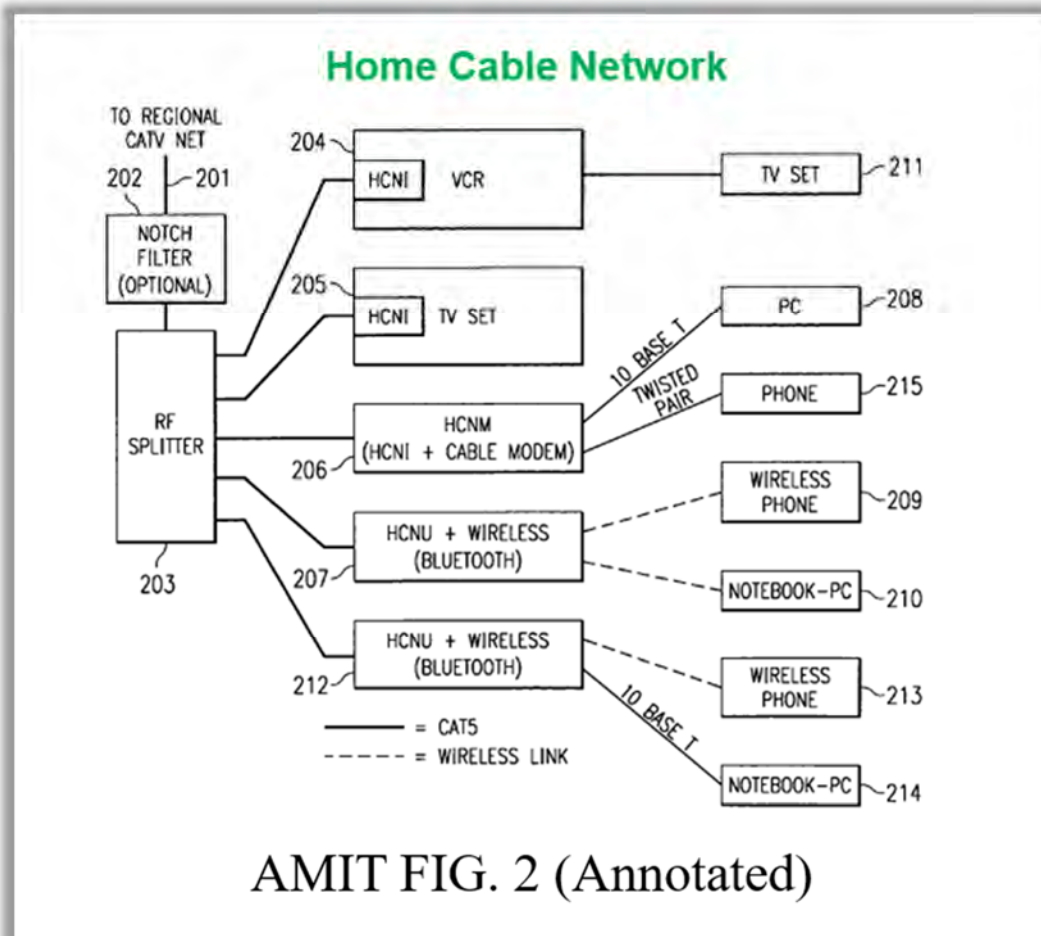 Home Cable Network
TO REGIONAL
CATV NET
202
201
NOTCH
FILTER
(OPTIONAL)
RF
SPLITTER
203
204
HCNI
VCR
TV SET
211
205
HCNI
TV SET
HCNM
(HCNI + CABLE MODEM)
206
10 BASE T
PC
208
TWISTED
PAIR
PHONE
215
HCNU + WIRELESS
(BLUETOOTH)
207
WIRELESS
PHONE
209
NOTEBOOK-PC
210
HCNU + WIRELESS
(BLUETOOTH)
212
WIRELESS
PHONE
213
10 BASE T
NOTEBOOK-PC
214
= CAT5
= WIRELESS LINK
AMIT FIG. 2 (Annotated)